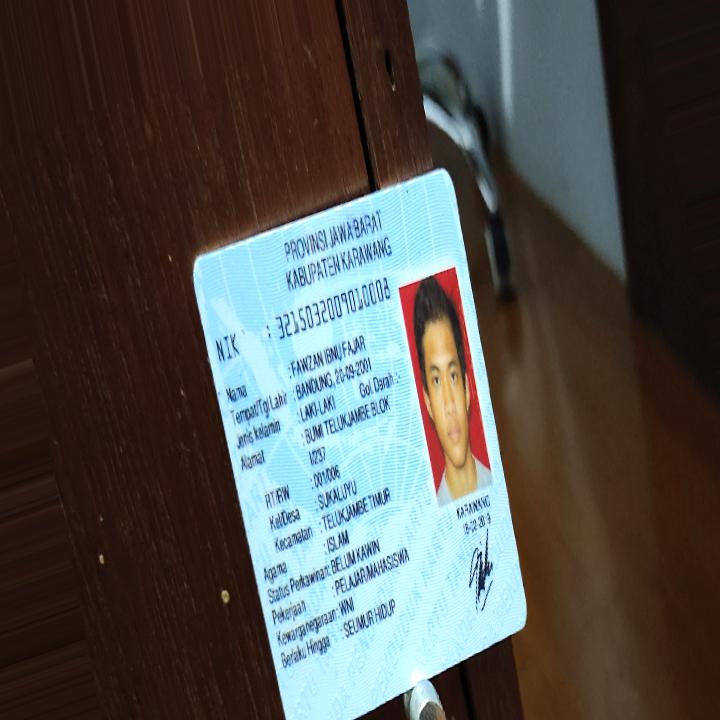 PROVINSI JAWA BARAT
KABUPATEN KARAWANG
NIK : 3215032009010008
Nama : FAWZAN IBNU FAJAR
Tempat/Tgl Lahir : BANDUNG, 20-09-2001
Jenis kelamin : LAKI-LAKI Gol. Darah : -
Alamat : BUMI TELUKJAMBE BLOK
I/237
RT/RW : 001/006
Kel/Desa : SUKALUYU
Kecamatan : TELUKJAMBE TIMUR
Agama : ISLAM
Status Perkawinan: BELUM KAWIN
Pekerjaan : PELAJAR/MAHASISWA
Kewarganegaraan: WNI
Berlaku Hingga : SEUMUR HIDUP
KARAWANG